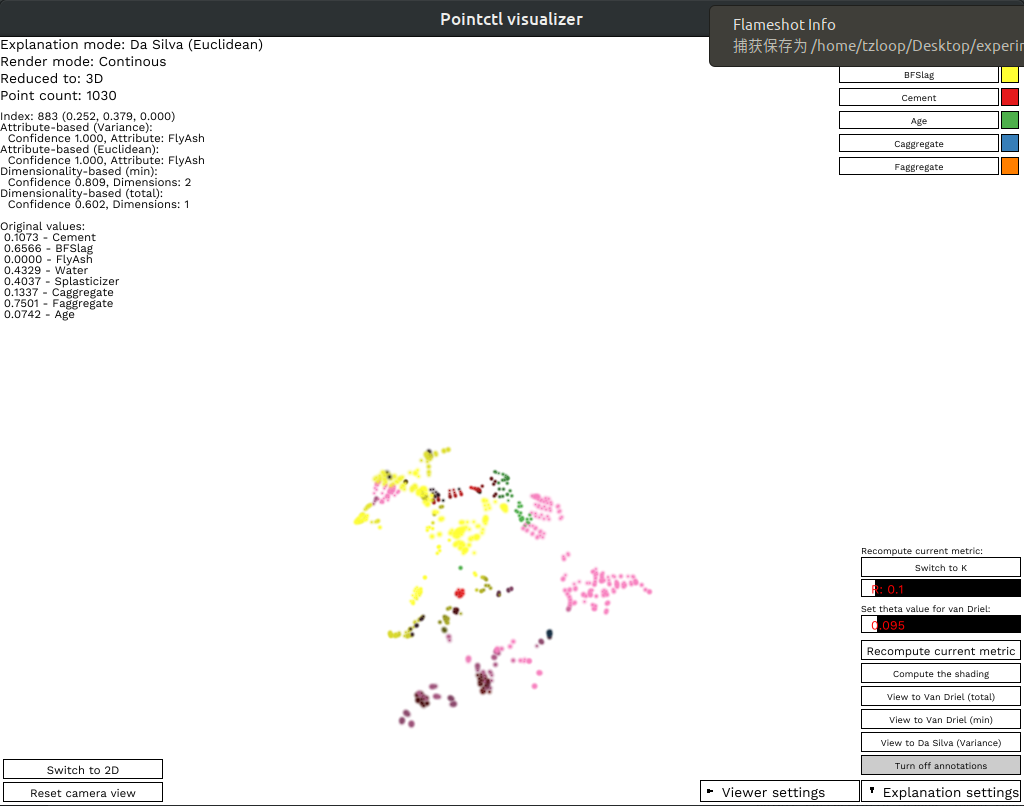 Pointctl visualizer
Flameshot Info
捕获保存为 /home/tzloop/Desktop/experim
Explanation mode: Da Silva (Euclidean)
Render mode: Continous
Reduced to: 3D
Point count: 1030
Index: 883 (0.252, 0.379, 0.000)
Attribute-based (Variance):
Confidence 1.000, Attribute: FlyAsh
Attribute-based (Euclidean):
Confidence 1.000, Attribute: FlyAsh
Dimensionality-based (min):
Confidence 0.809, Dimensions: 2
Dimensionality-based (total):
Confidence 0.602, Dimensions: 1
Original values:
0.1073 - Cement
0.6566 - BFSlag
0.0000 - FlyAsh
0.4329 - Water
0.4037 - Splasticizer
0.1337 - Caggregate
0.7501 - Faggregate
0.0742 - Age
BFSlag
Cement
Age
Caggregate
Faggregate
Recompute current metric:
Switch to K
R: 0.1
Set theta value for van Driel:
0.095
Recompute current metric
Compute the shading
View to Van Driel (total)
View to Van Driel (min)
View to Da Silva (Variance)
Turn off annotations
Switch to 2D
Reset camera view
Viewer settings
Explanation settings